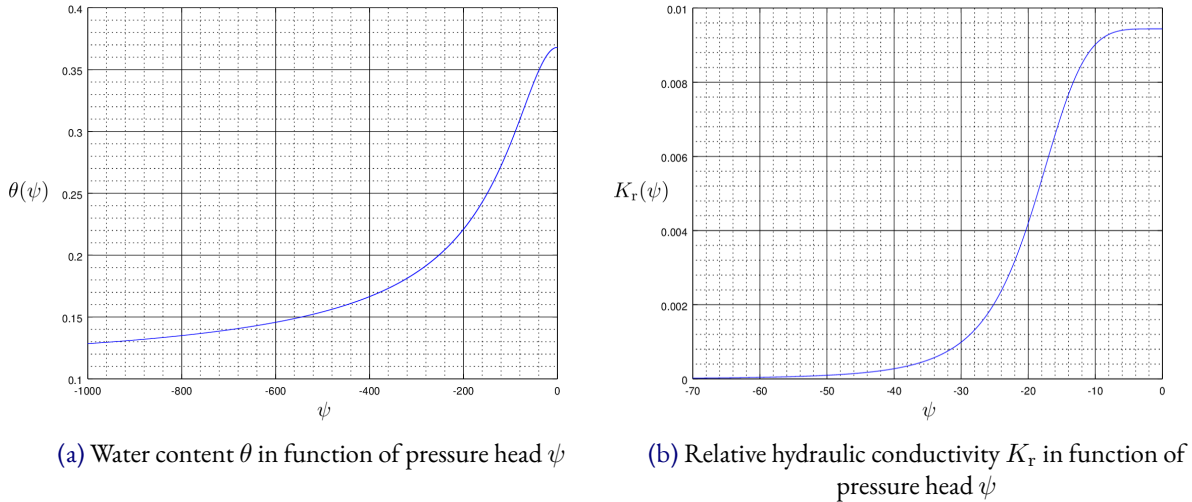 0.4
0.35
0.3
0.25
0.2
0.15
0.1
θ(ψ)
-1000 -800 -600 -400 -200 0
ψ
(a) Water content θ in function of pressure head ψ
0.01
0.008
0.006
0.004
0.002
0
K_r(ψ)
-70 -60 -50 -40 -30 -20 -10 0
ψ
(b) Relative hydraulic conductivity K_r in function of
pressure head ψ